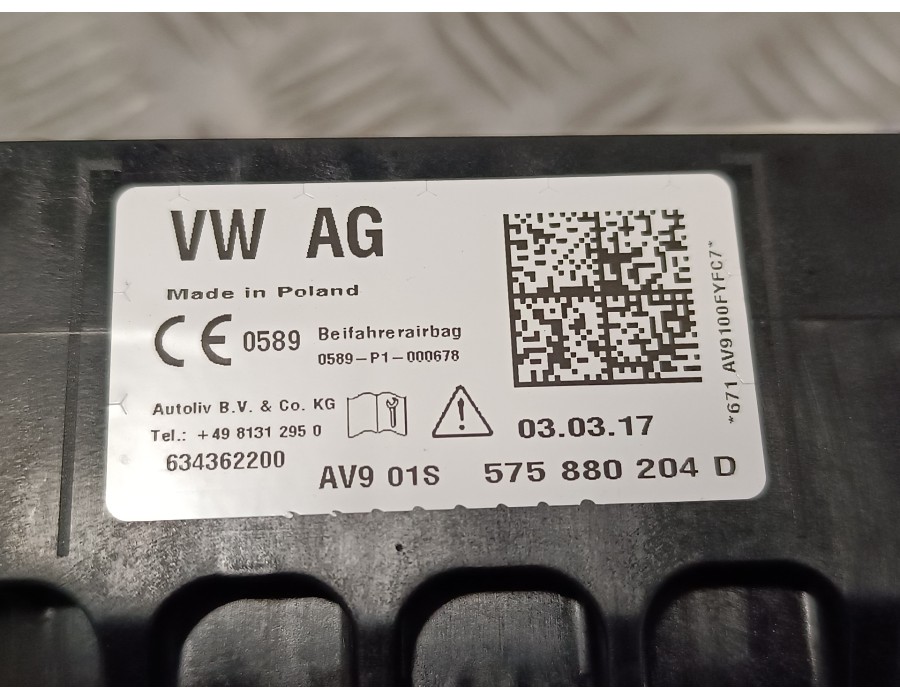 VW AG
Made in Poland
CE 0589
Beifahrerairbag
0589-P1-000678
Autoliv B.V. & Co. KG
Tel.: +49 8131 295 0
634362200
03.03.17
AV9 01S 575 880 204 D
*671 AV9100FYFC7*